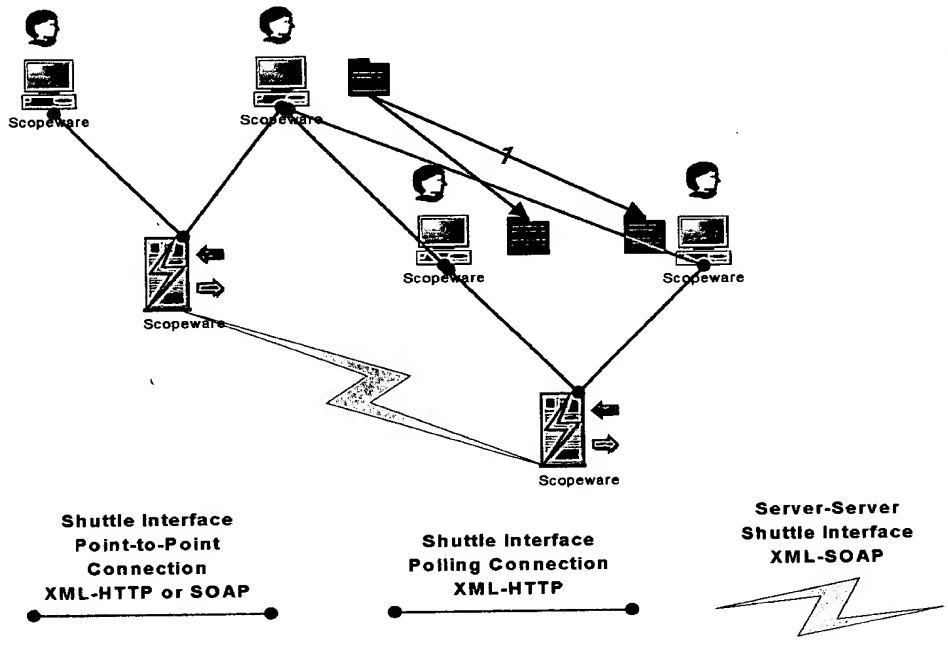 Scopeware
Scopeware
1
Scopeware
Scopeware
Scopeware
Scopeware
Shuttle Interface
Point-to-Point
Connection
XML-HTTP or SOAP
Shuttle Interface
Polling Connection
XML-HTTP
Server-Server
Shuttle Interface
XML-SOAP